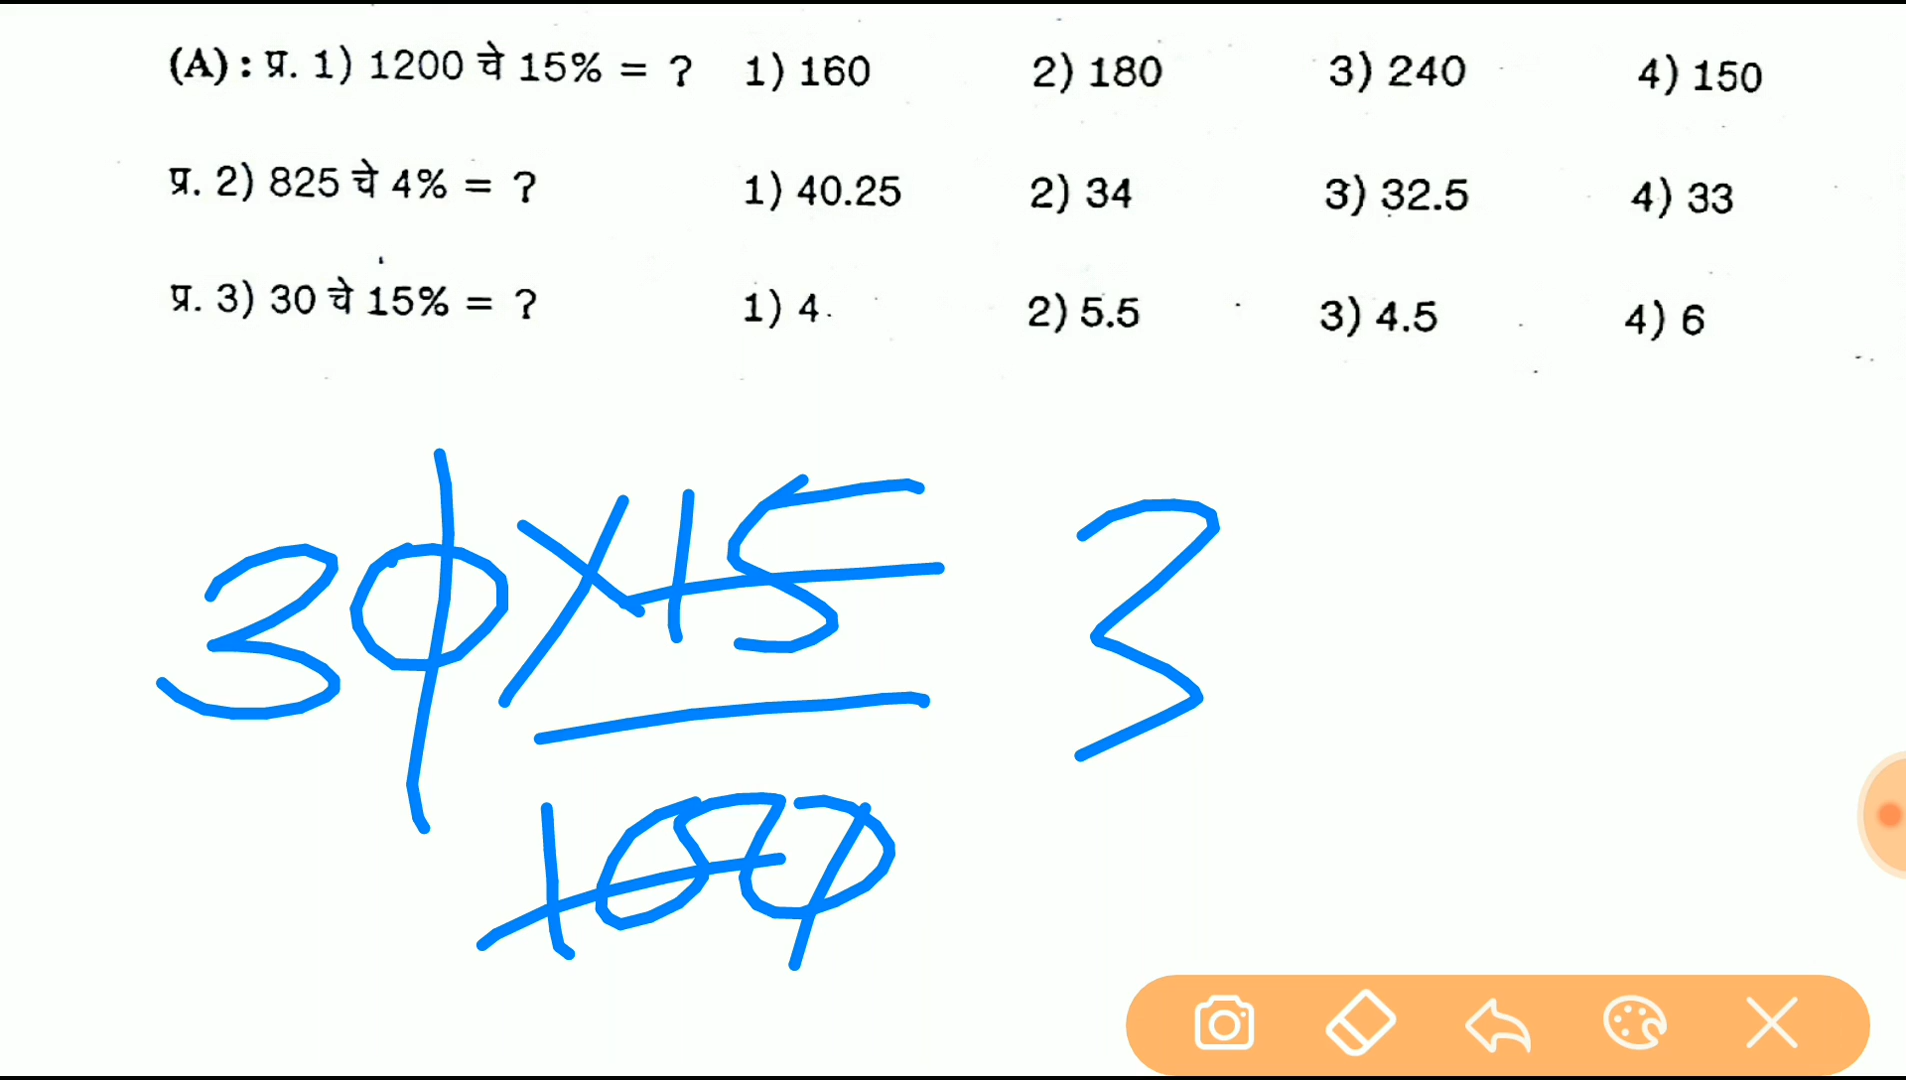 (A) : प्र. 1) 1200 चे 15% = ? 1) 160 2) 180 3) 240 4) 150
प्र. 2) 825 चे 4% = ? 1) 40.25 2) 34 3) 32.5 4) 33
प्र. 3) 30 चे 15% = ? 1) 4 2) 5.5 3) 4.5 4) 6
30 × 15 3
100